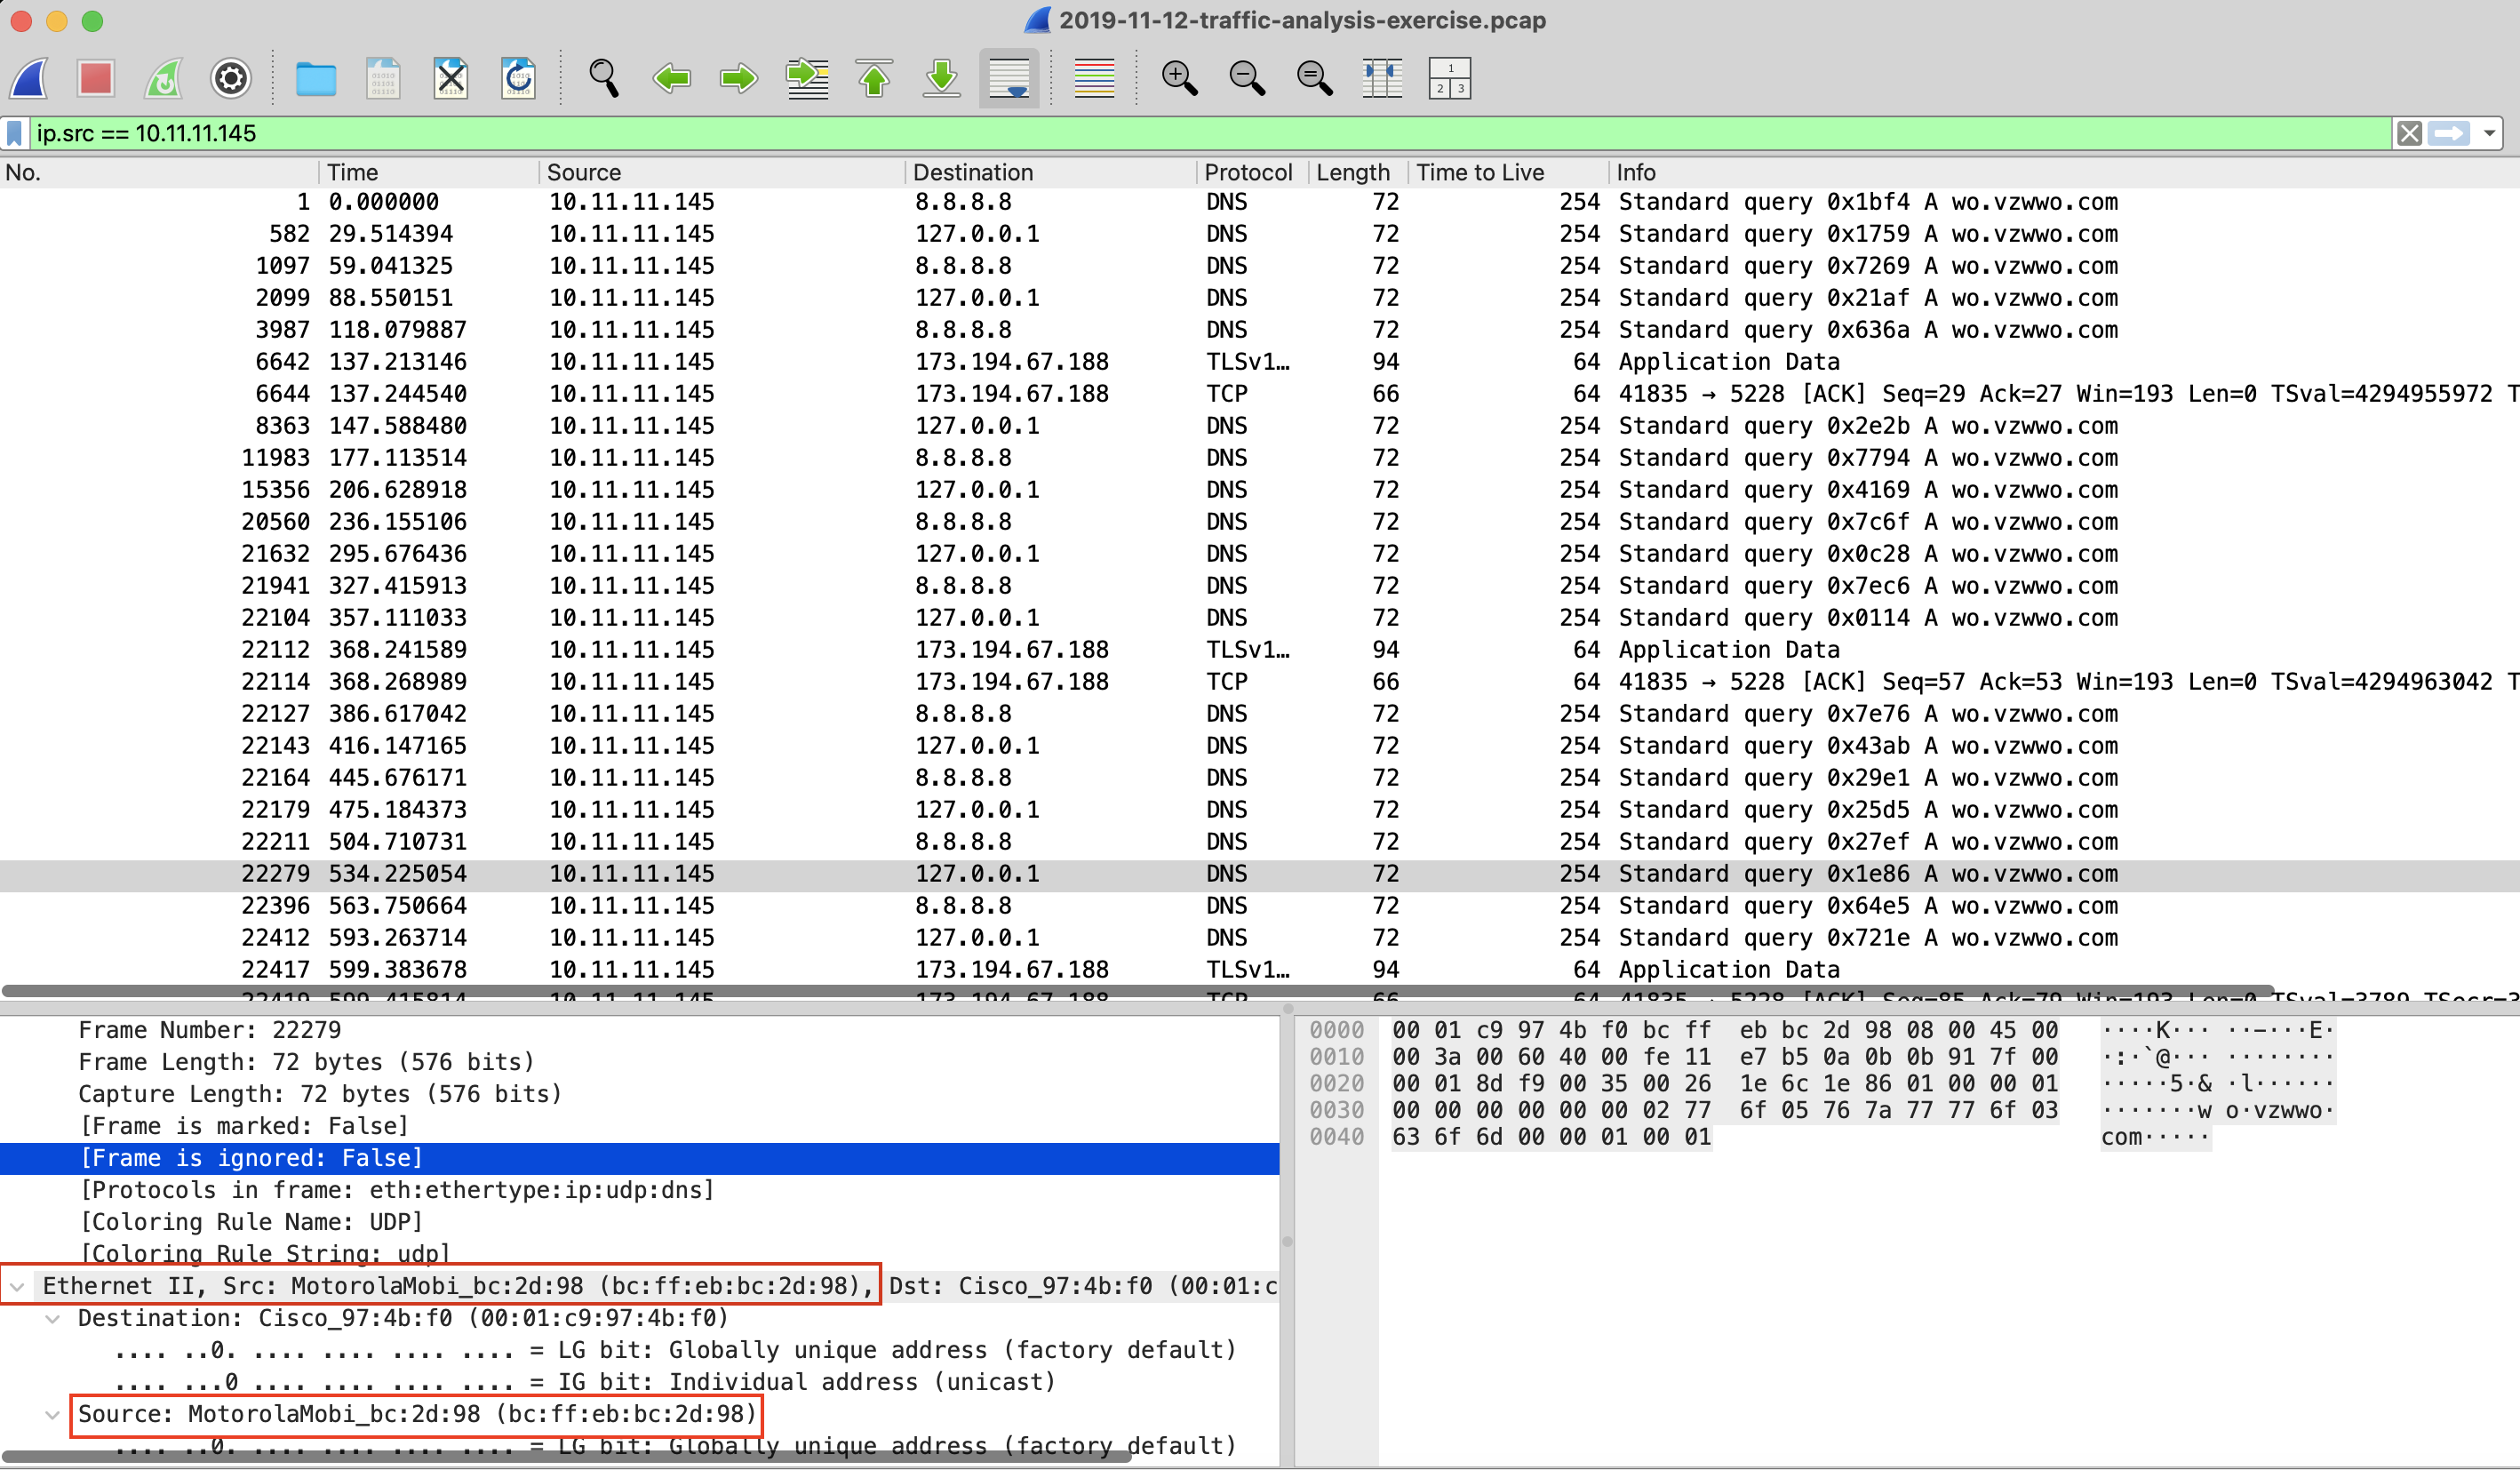 2019-11-12-traffic-analysis-exercise.pcap
1
2 3
ip.src == 10.11.11.145
No. Time Source Destination Protocol Length Time to Live Info
1 0.000000 10.11.11.145 8.8.8.8 DNS 72 254 Standard query 0x1bf4 A wo.vzwwo.com
582 29.514394 10.11.11.145 127.0.0.1 DNS 72 254 Standard query 0x1759 A wo.vzwwo.com
1097 59.041325 10.11.11.145 8.8.8.8 DNS 72 254 Standard query 0x7269 A wo.vzwwo.com
2099 88.550151 10.11.11.145 127.0.0.1 DNS 72 254 Standard query 0x21af A wo.vzwwo.com
3987 118.079887 10.11.11.145 8.8.8.8 DNS 72 254 Standard query 0x636a A wo.vzwwo.com
6642 137.213146 10.11.11.145 173.194.67.188 TLSv1… 94 64 Application Data
6644 137.244540 10.11.11.145 173.194.67.188 TCP 66 64 41835 → 5228 [ACK] Seq=29 Ack=27 Win=193 Len=0 TSval=4294955972 T
8363 147.588480 10.11.11.145 127.0.0.1 DNS 72 254 Standard query 0x2e2b A wo.vzwwo.com
11983 177.113514 10.11.11.145 8.8.8.8 DNS 72 254 Standard query 0x7794 A wo.vzwwo.com
15356 206.628918 10.11.11.145 127.0.0.1 DNS 72 254 Standard query 0x4169 A wo.vzwwo.com
20560 236.155106 10.11.11.145 8.8.8.8 DNS 72 254 Standard query 0x7c6f A wo.vzwwo.com
21632 295.676436 10.11.11.145 127.0.0.1 DNS 72 254 Standard query 0x0c28 A wo.vzwwo.com
21941 327.415913 10.11.11.145 8.8.8.8 DNS 72 254 Standard query 0x7ec6 A wo.vzwwo.com
22104 357.111033 10.11.11.145 127.0.0.1 DNS 72 254 Standard query 0x0114 A wo.vzwwo.com
22112 368.241589 10.11.11.145 173.194.67.188 TLSv1… 94 64 Application Data
22114 368.268989 10.11.11.145 173.194.67.188 TCP 66 64 41835 → 5228 [ACK] Seq=57 Ack=53 Win=193 Len=0 TSval=4294963042 T
22127 386.617042 10.11.11.145 8.8.8.8 DNS 72 254 Standard query 0x7e76 A wo.vzwwo.com
22143 416.147165 10.11.11.145 127.0.0.1 DNS 72 254 Standard query 0x43ab A wo.vzwwo.com
22164 445.676171 10.11.11.145 8.8.8.8 DNS 72 254 Standard query 0x29e1 A wo.vzwwo.com
22179 475.184373 10.11.11.145 127.0.0.1 DNS 72 254 Standard query 0x25d5 A wo.vzwwo.com
22211 504.710731 10.11.11.145 8.8.8.8 DNS 72 254 Standard query 0x27ef A wo.vzwwo.com
22279 534.225054 10.11.11.145 127.0.0.1 DNS 72 254 Standard query 0x1e86 A wo.vzwwo.com
22396 563.750664 10.11.11.145 8.8.8.8 DNS 72 254 Standard query 0x64e5 A wo.vzwwo.com
22412 593.263714 10.11.11.145 127.0.0.1 DNS 72 254 Standard query 0x721e A wo.vzwwo.com
22417 599.383678 10.11.11.145 173.194.67.188 TLSv1… 94 64 Application Data
22419 599.415814 10.11.11.145 173.194.67.188 TCP 66 64 41835 → 5228 [ACK] Seq=85 Ack=79 Win=193 Len=0 TSval=3789 TSecr=3
Frame Number: 22279
Frame Length: 72 bytes (576 bits)
Capture Length: 72 bytes (576 bits)
[Frame is marked: False]
[Frame is ignored: False]
[Protocols in frame: eth:ethertype:ip:udp:dns]
[Coloring Rule Name: UDP]
[Coloring Rule String: udp]
Ethernet II, Src: MotorolaMobi_bc:2d:98 (bc:ff:eb:bc:2d:98), Dst: Cisco_97:4b:f0 (00:01:c
Destination: Cisco_97:4b:f0 (00:01:c9:97:4b:f0)
.... ..0. .... .... .... .... = LG bit: Globally unique address (factory default)
.... ...0 .... .... .... .... = IG bit: Individual address (unicast)
Source: MotorolaMobi_bc:2d:98 (bc:ff:eb:bc:2d:98)
.... ..0. .... .... .... .... = LG bit: Globally unique address (factory default)
0000 00 01 c9 97 4b f0 bc ff eb bc 2d 98 08 00 45 00 ····K··· ··-···E·
0010 00 3a 00 60 40 00 fe 11 e7 b5 0a 0b 0b 91 7f 00 ·:·`@··· ········
0020 00 01 8d f9 00 35 00 26 1e 6c 1e 86 01 00 00 01 ·····5·& ·l······
0030 00 00 00 00 00 00 02 77 6f 05 76 7a 77 77 6f 03 ·······w o·vzwwo·
0040 63 6f 6d 00 00 01 00 01 com·····